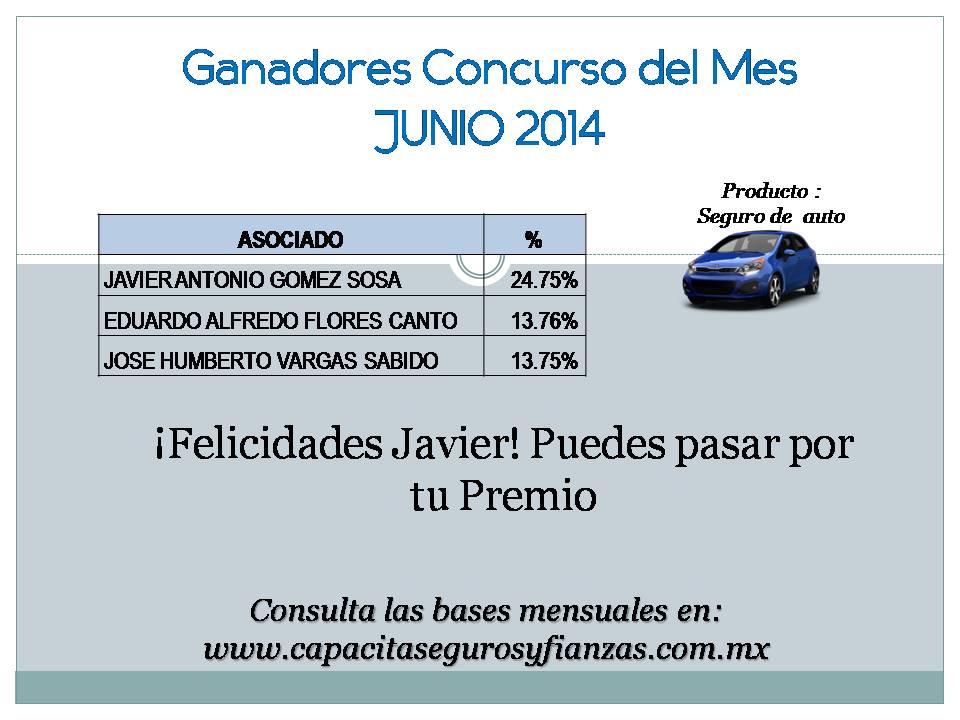 Ganadores Concurso del Mes
JUNIO 2014
Producto :
Seguro de auto
ASOCIADO %
JAVIER ANTONIO GOMEZ SOSA 24.75%
EDUARDO ALFREDO FLORES CANTO 13.76%
JOSE HUMBERTO VARGAS SABIDO 13.75%
¡Felicidades Javier! Puedes pasar por
tu Premio
Consulta las bases mensuales en:
www.capacitasegurosyfianzas.com.mx